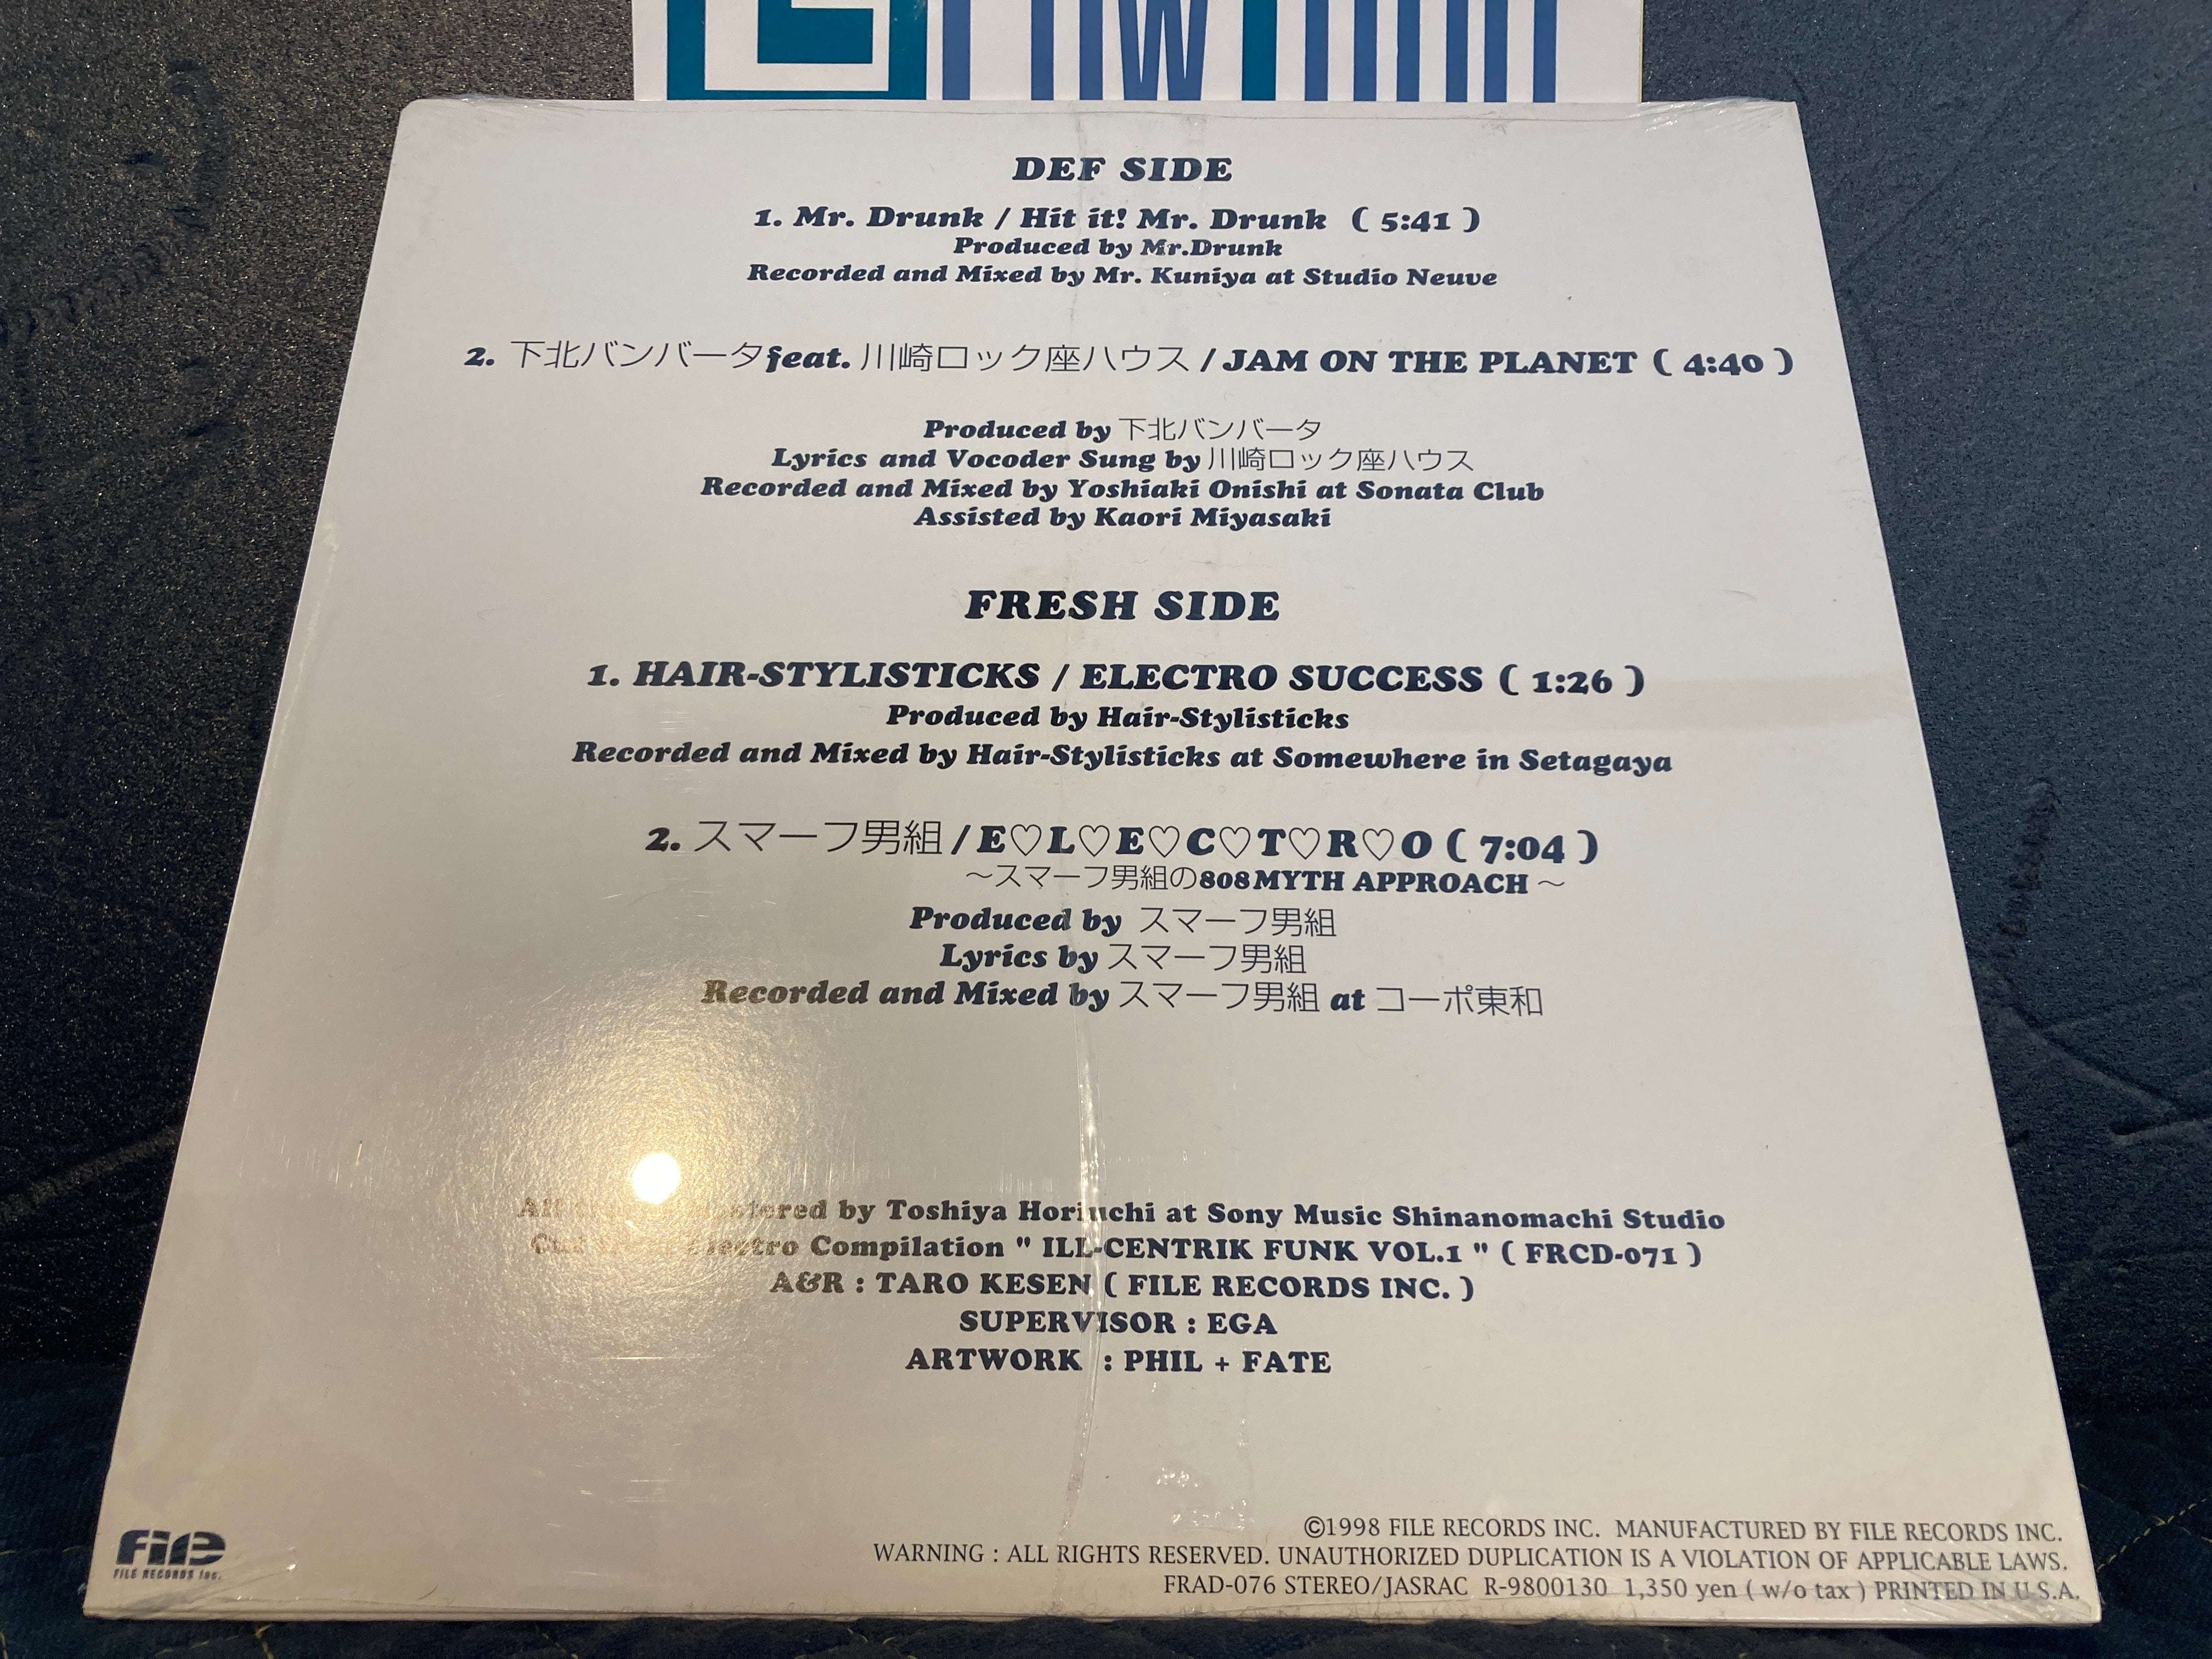 DEF SIDE
1. Mr. Drunk / Hit it! Mr. Drunk ( 5:41 )
Produced by Mr.Drunk
Recorded and Mixed by Mr. Kuniya at Studio Neuve
2. 下北バンバータfeat. 川崎ロック座ハウス / JAM ON THE PLANET ( 4:40 )
Produced by 下北バンバータ
Lyrics and Vocoder Sung by 川崎ロック座ハウス
Recorded and Mixed by Yoshiaki Onishi at Sonata Club
Assisted by Kaori Miyasaki
FRESH SIDE
1. HAIR-STYLISTICKS / ELECTRO SUCCESS ( 1:26 )
Produced by Hair-Stylisticks
Recorded and Mixed by Hair-Stylisticks at Somewhere in Setagaya
2. スマーフ男組 / E♡L♡E♡C♡T♡R♡O ( 7:04 )
～スマーフ男組の808MYTH APPROACH ～
Produced by スマーフ男組
Lyrics by スマーフ男組
Recorded and Mixed by スマーフ男組 at コーポ東和
All Mastered by Toshiya Horiuchi at Sony Music Shinanomachi Studio
Electro Compilation " ILL-CENTRIK FUNK VOL.1 " ( FRCD-071 )
A&R : TARO KESEN ( FILE RECORDS INC. )
SUPERVISOR : EGA
ARTWORK : PHIL + FATE
File
FILE RECORDS Inc.
©1998 FILE RECORDS INC. MANUFACTURED BY FILE RECORDS INC.
WARNING : ALL RIGHTS RESERVED. UNAUTHORIZED DUPLICATION IS A VIOLATION OF APPLICABLE LAWS.
FRAD-076 STEREO/JASRAC R-9800130 1,350 yen ( w/o tax ) PRINTED IN U.S.A.